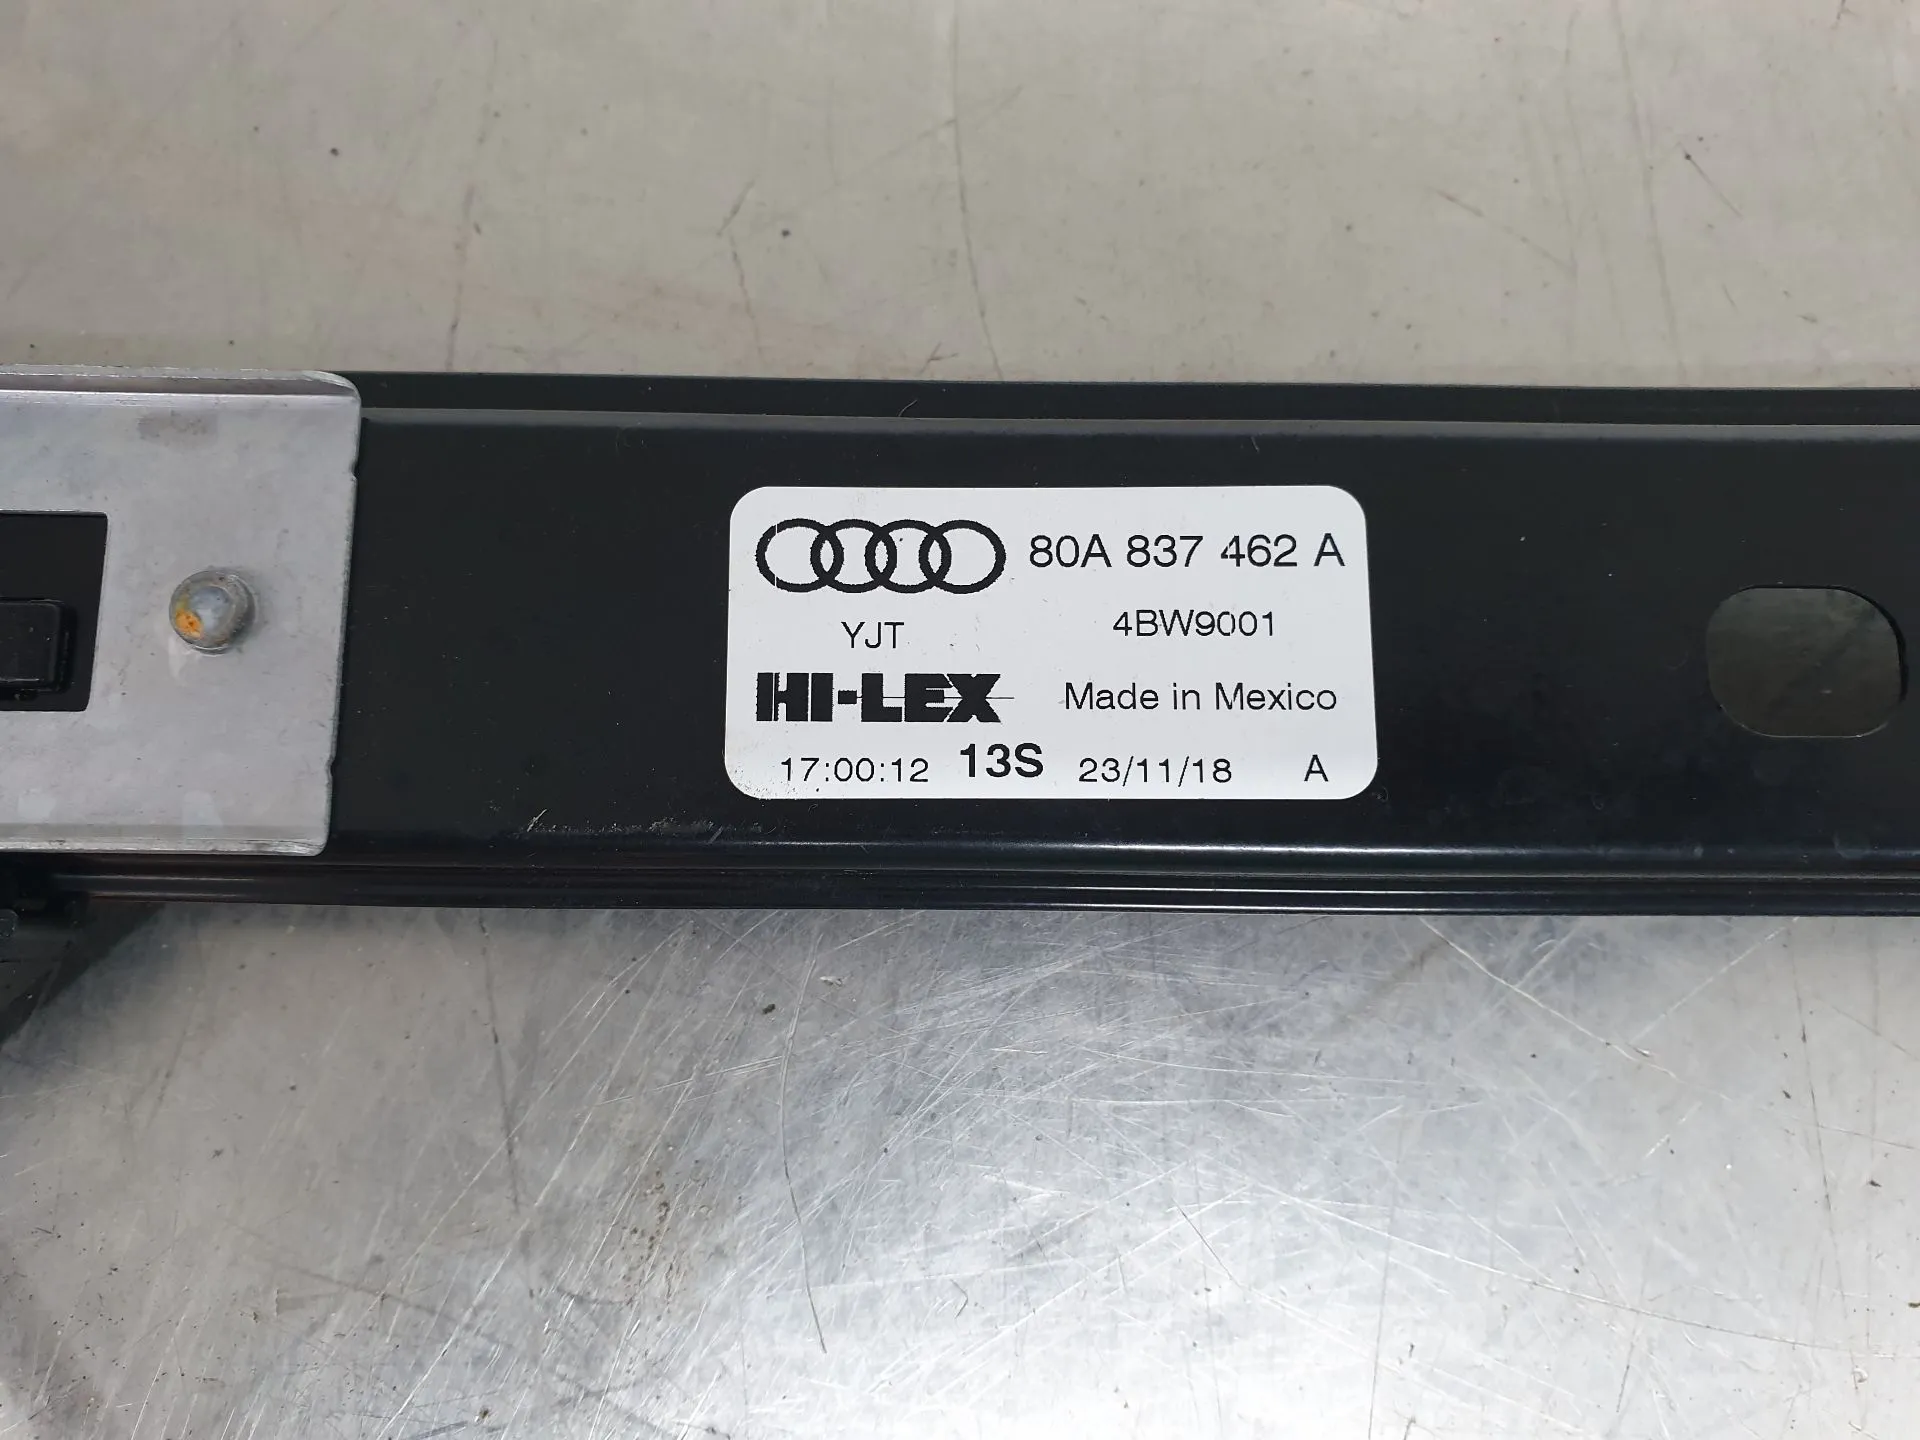 80A 837 462 A
YJT 4BW9001
HI-LEX Made in Mexico
17:00:12 13S 23/11/18 A